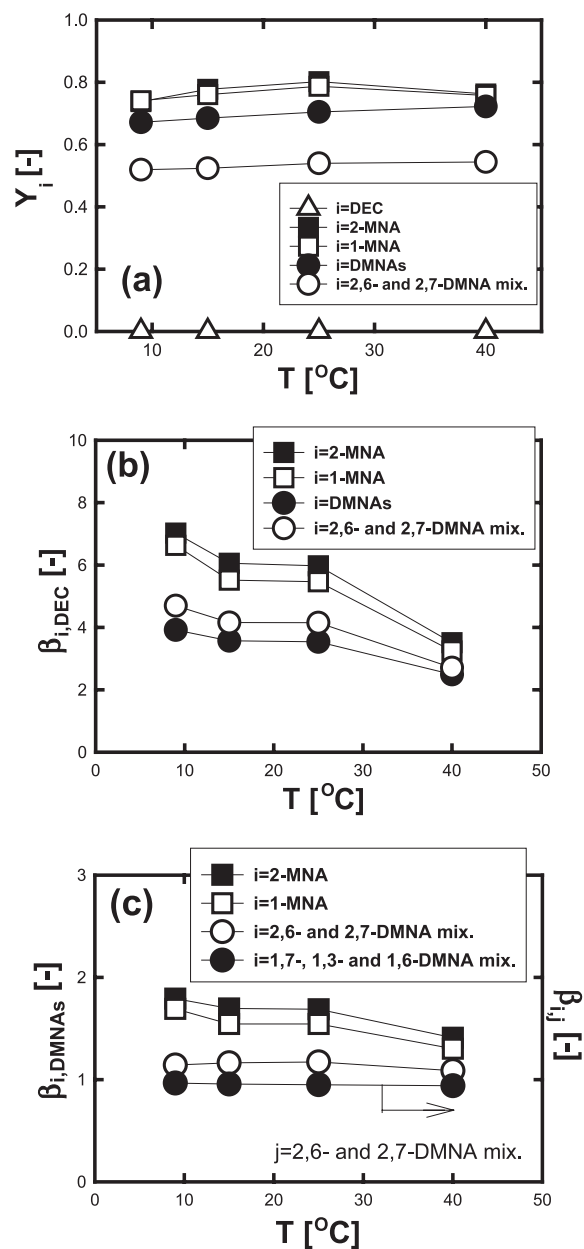 1.0
0.8
0.6
0.4
0.2
0.0
Y_i [-]
i=DEC
i=2-MNA
i=1-MNA
i=DMNAs
i=2,6- and 2,7-DMNA mix.
(a)
10 20 30 40
T [°C]
(b)
i=2-MNA
i=1-MNA
i=DMNAs
i=2,6- and 2,7-DMNA mix.
10
8
6
4
2
0
β_i,DEC [-]
0 10 20 30 40 50
T [°C]
(c)
i=2-MNA
i=1-MNA
i=2,6- and 2,7-DMNA mix.
i=1,7-, 1,3- and 1,6-DMNA mix.
3
2
1
0
β_i,DMNAs [-]
β_i,j [-]
j=2,6- and 2,7-DMNA mix.
0 10 20 30 40 50
T [°C]